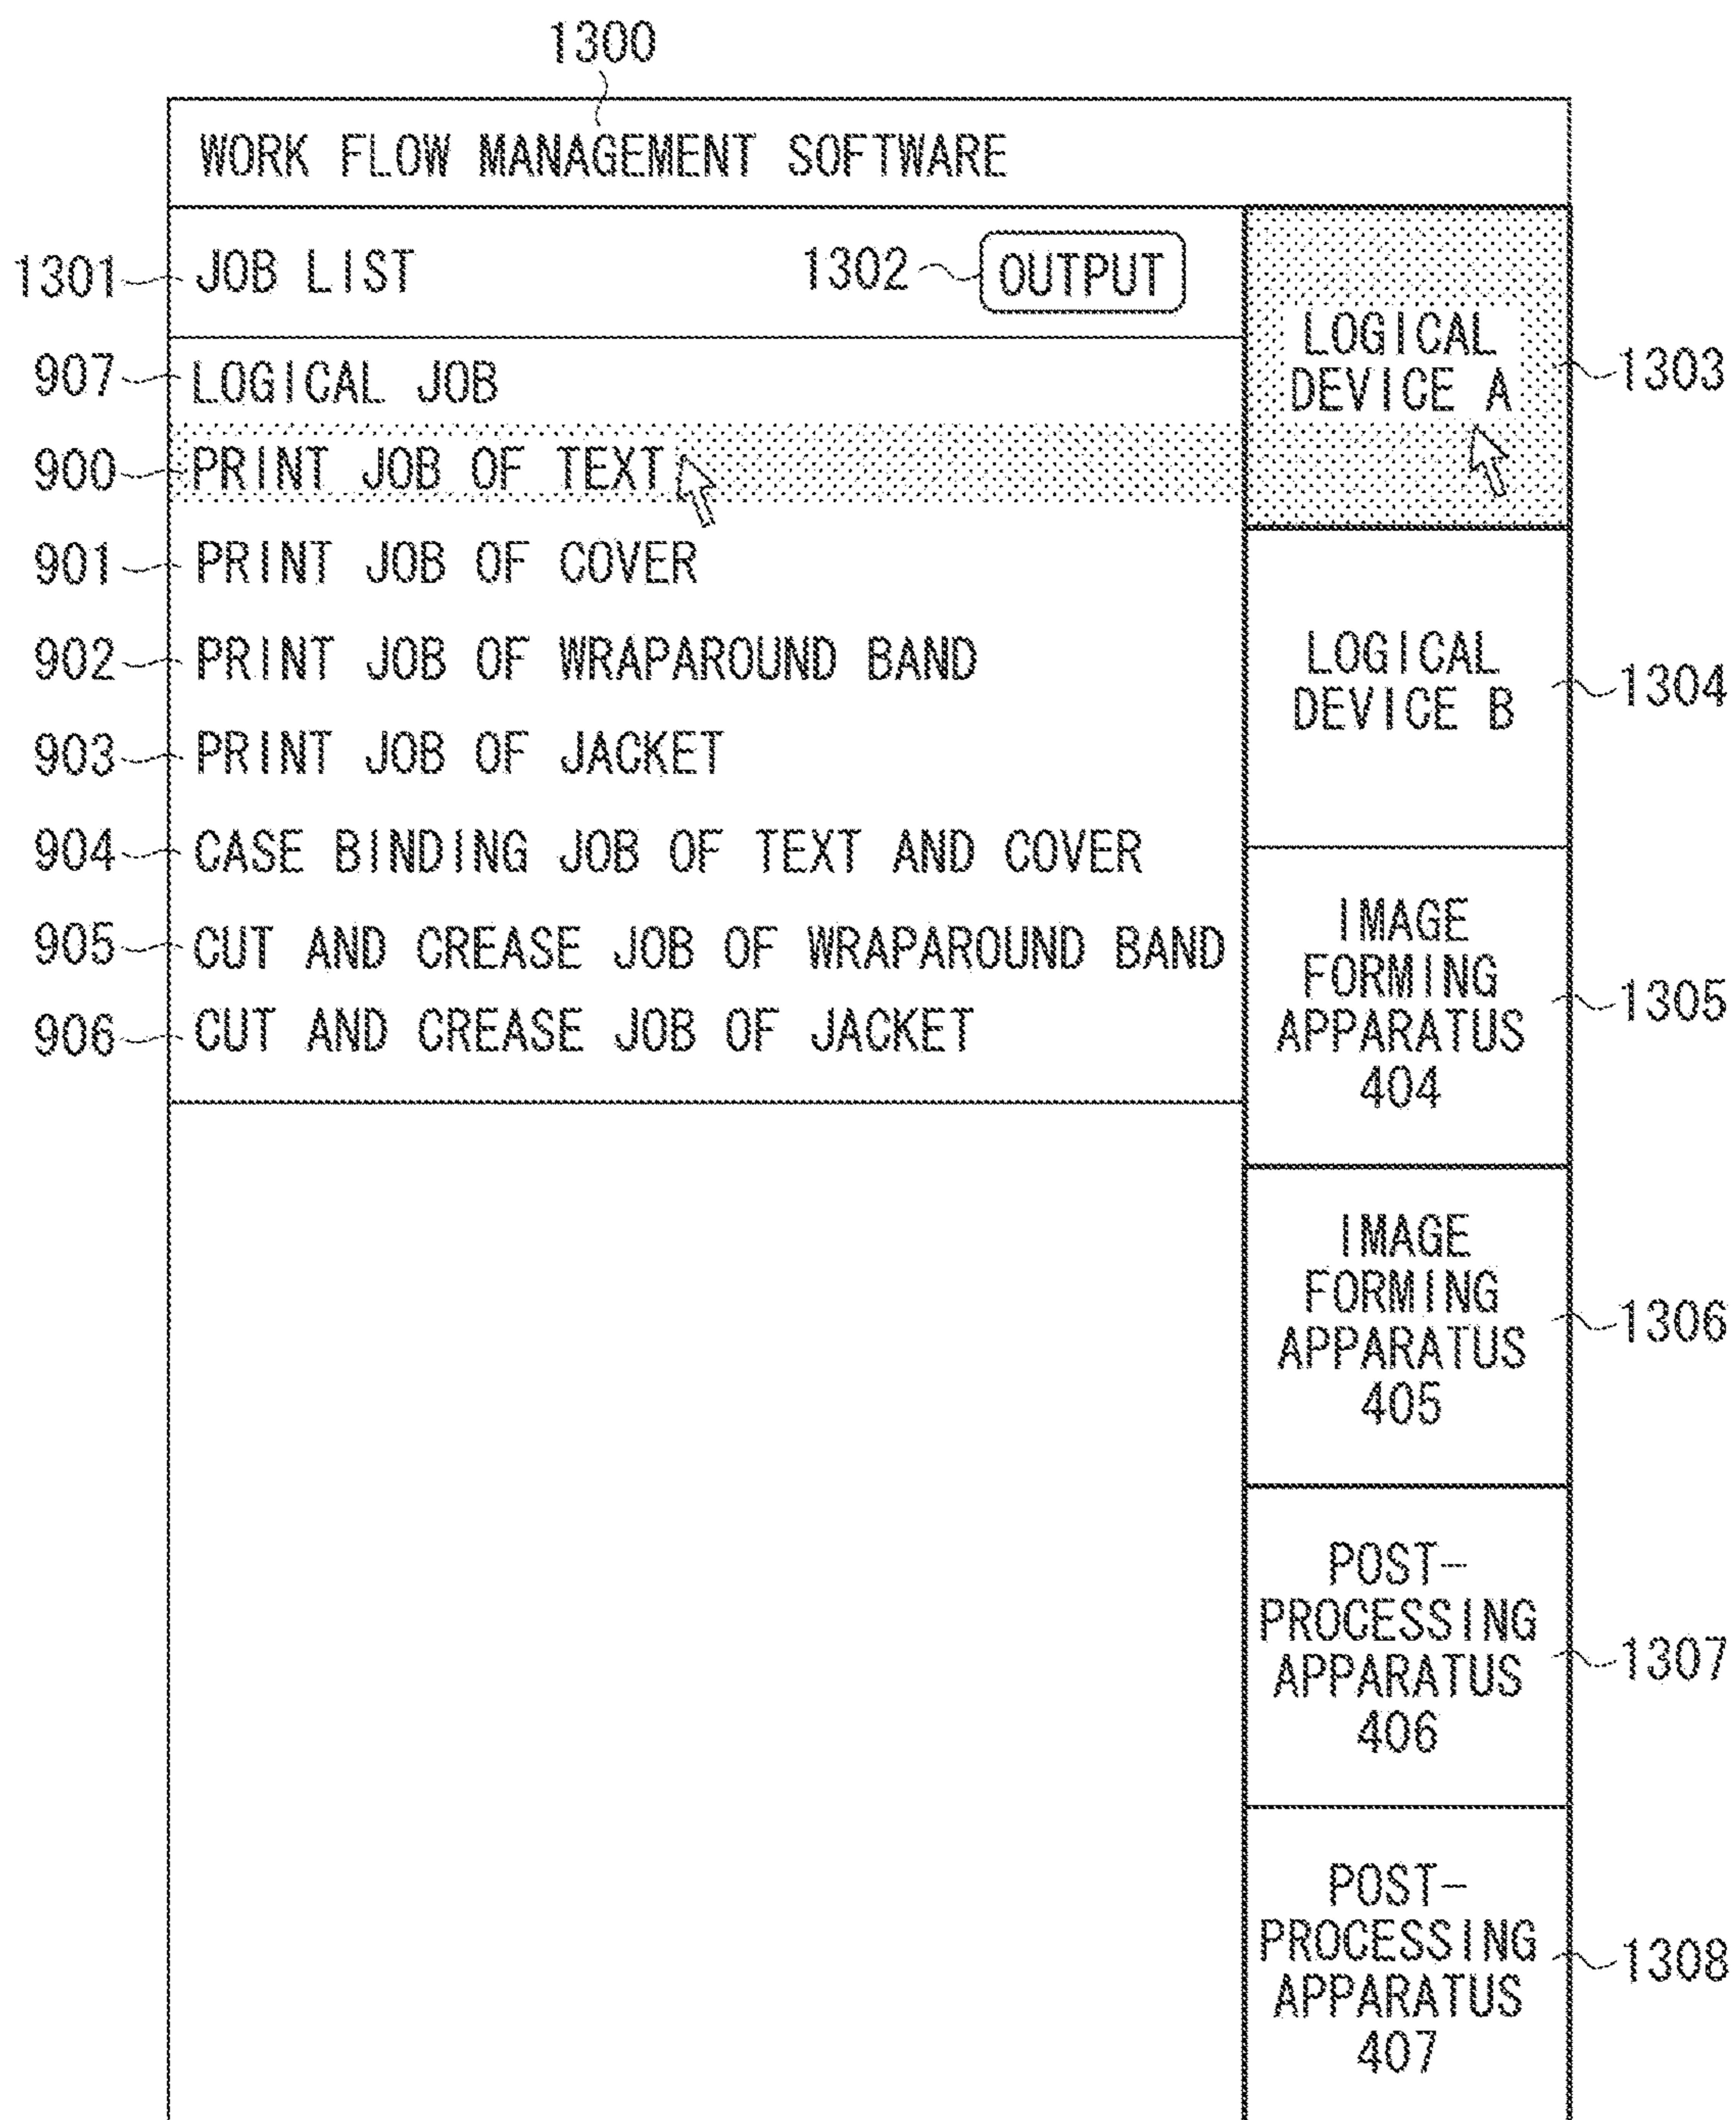 1300
WORK FLOW MANAGEMENT SOFTWARE
1301 JOB LIST
1302 OUTPUT
907 LOGICAL JOB
900 PRINT JOB OF TEXT
901 PRINT JOB OF COVER
902 PRINT JOB OF WRAPAROUND BAND
903 PRINT JOB OF JACKET
904 CASE BINDING JOB OF TEXT AND COVER
905 CUT AND CREASE JOB OF WRAPAROUND BAND
906 CUT AND CREASE JOB OF JACKET
LOGICAL
DEVICE A
1303
LOGICAL
DEVICE B
1304
IMAGE
FORMING
APPARATUS
404
1305
IMAGE
FORMING
APPARATUS
405
1306
POST-
PROCESSING
APPARATUS
406
1307
POST-
PROCESSING
APPARATUS
407
1308